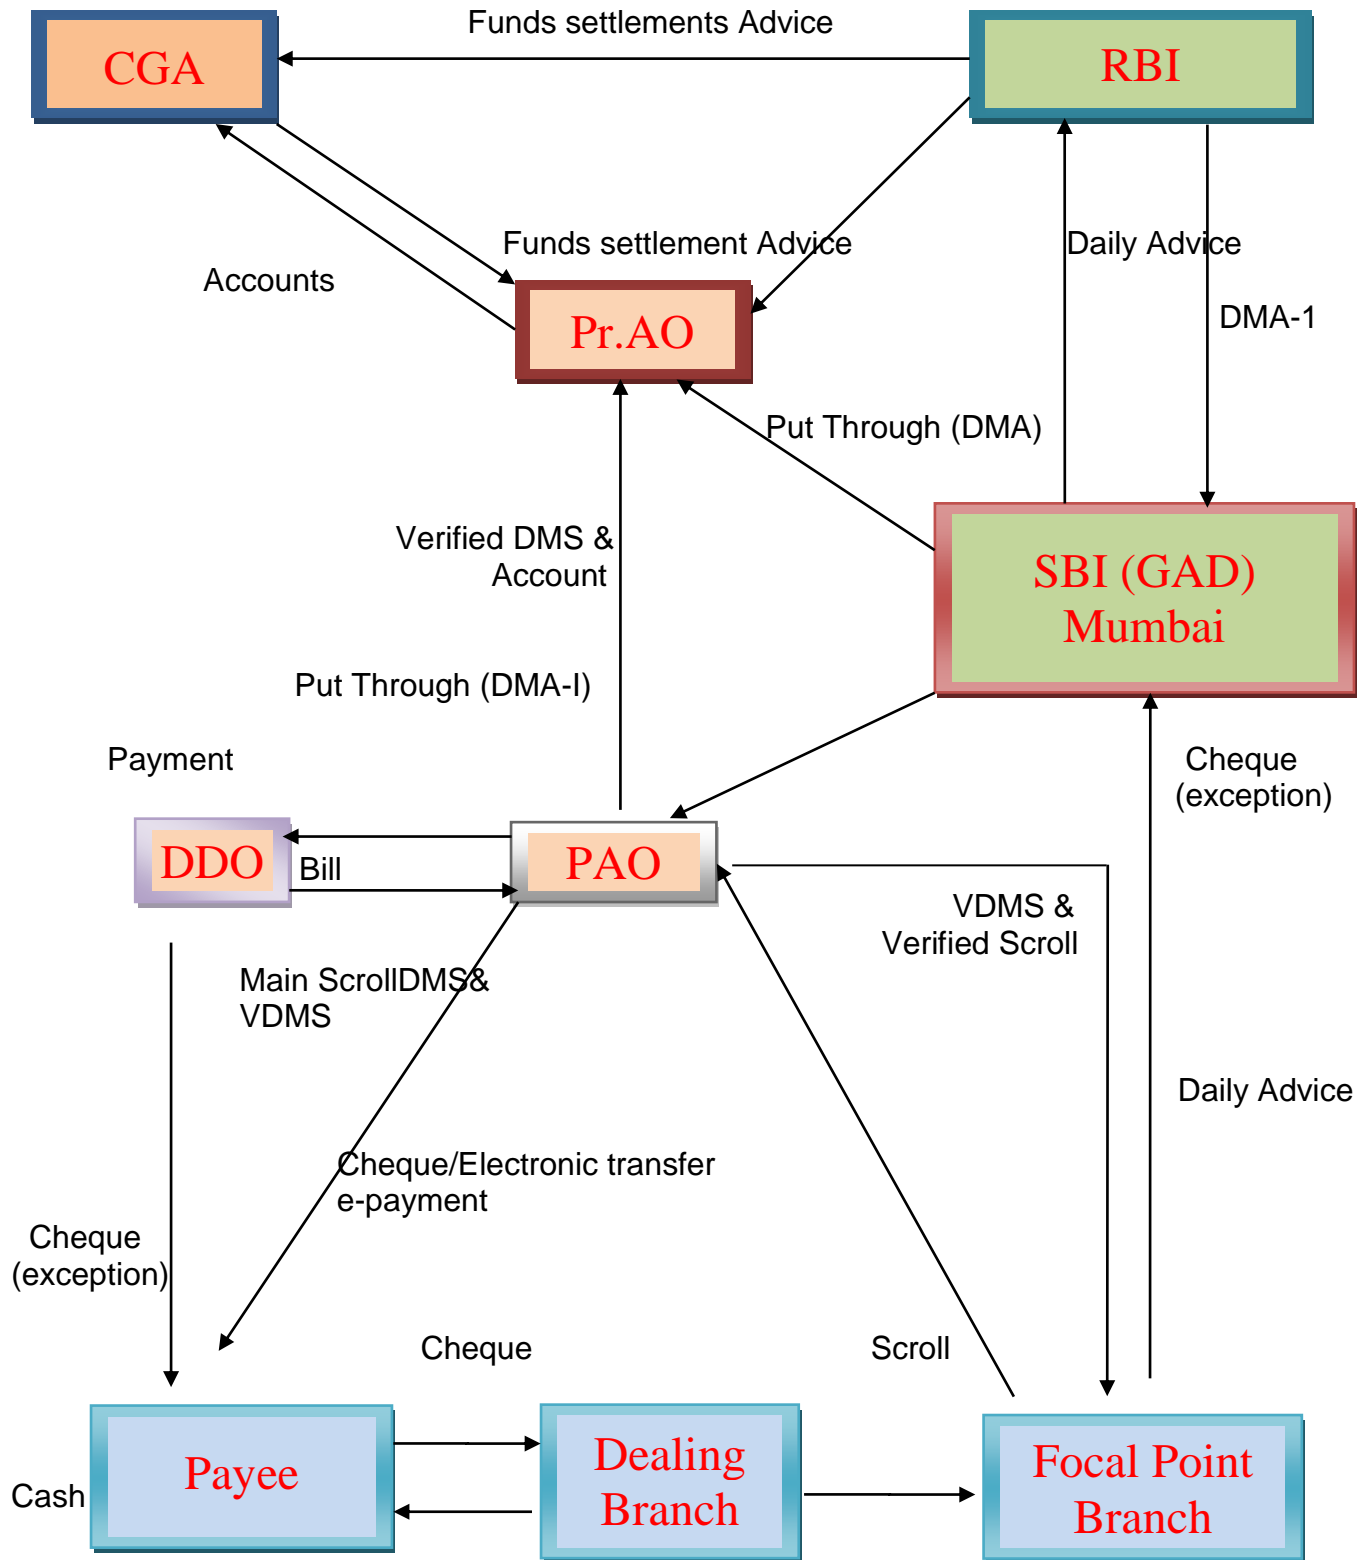 Funds settlements Advice
CGA
RBI
Funds settlement Advice
Daily Advice
Accounts
DMA-1
Pr.AO
Put Through (DMA)
Verified DMS &
Account
SBI (GAD)
Mumbai
Put Through (DMA-I)
Payment
Cheque
(exception)
DDO
Bill
PAO
VDMS &
Verified Scroll
Main ScrollDMS&
VDMS
Daily Advice
Cheque/Electronic transfer
e-payment
Cheque
(exception)
Cheque
Scroll
Payee
Dealing
Branch
Focal Point
Branch
Cash